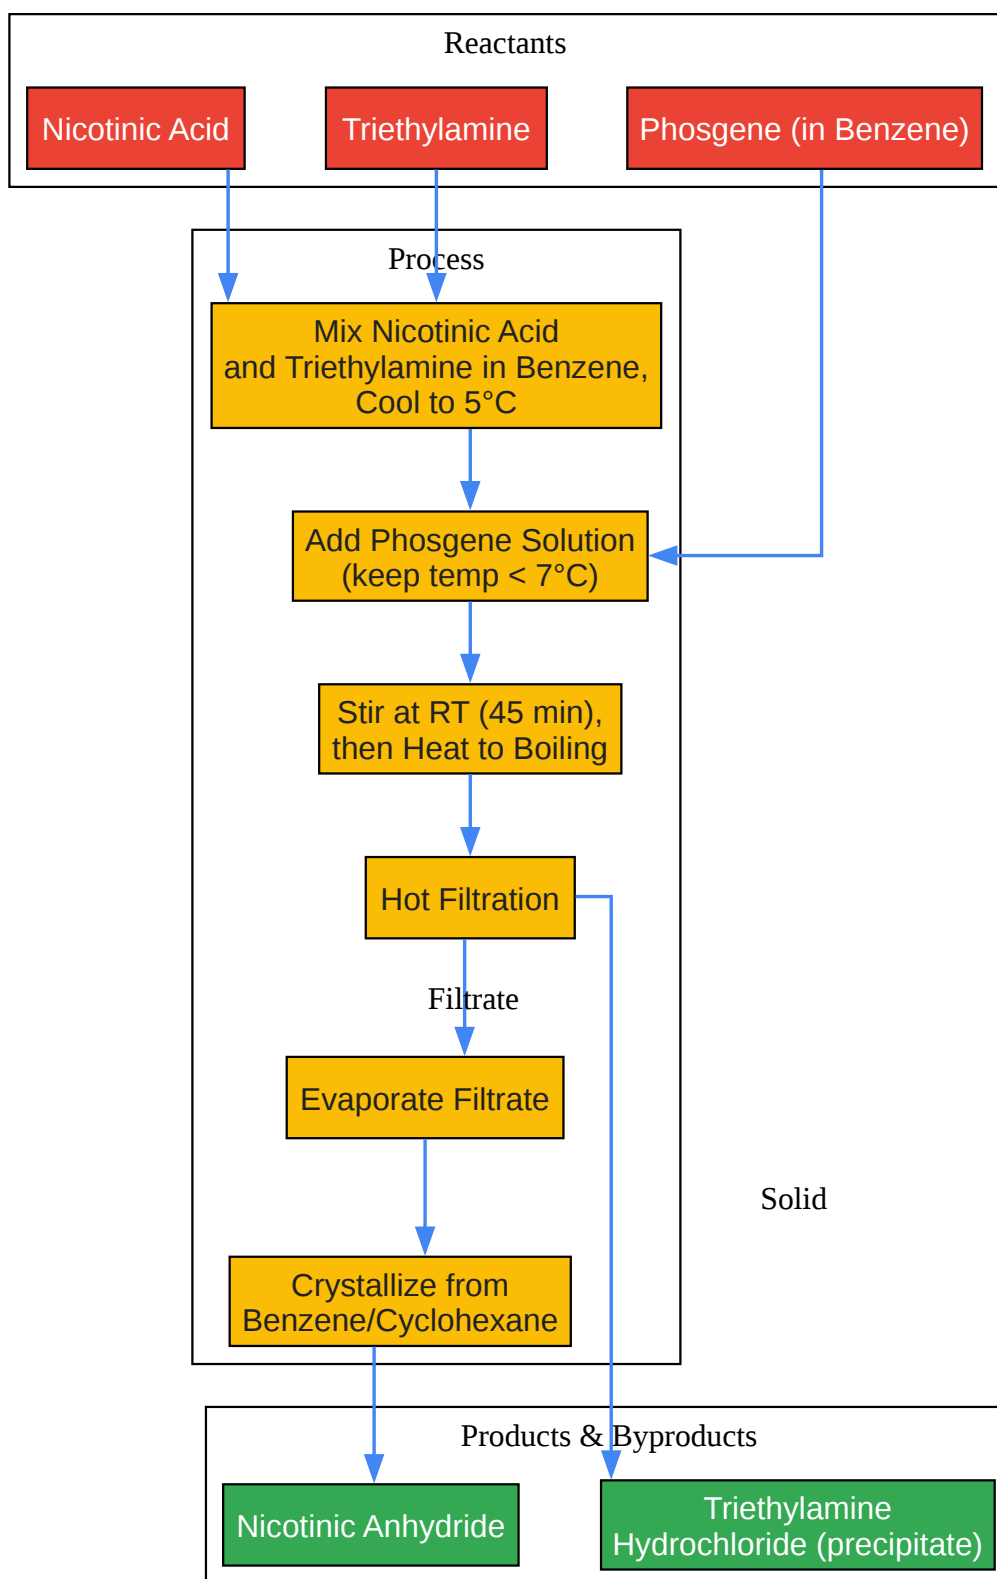 Reactants
Nicotinic Acid
Triethylamine
Phosgene (in Benzene)
Process
Mix Nicotinic Acid
and Triethylamine in Benzene,
Cool to 5°C
Add Phosgene Solution
(keep temp < 7°C)
Stir at RT (45 min),
then Heat to Boiling
Hot Filtration
Filtrate
Evaporate Filtrate
Solid
Crystallize from
Benzene/Cyclohexane
Products & Byproducts
Nicotinic Anhydride
Triethylamine
Hydrochloride (precipitate)